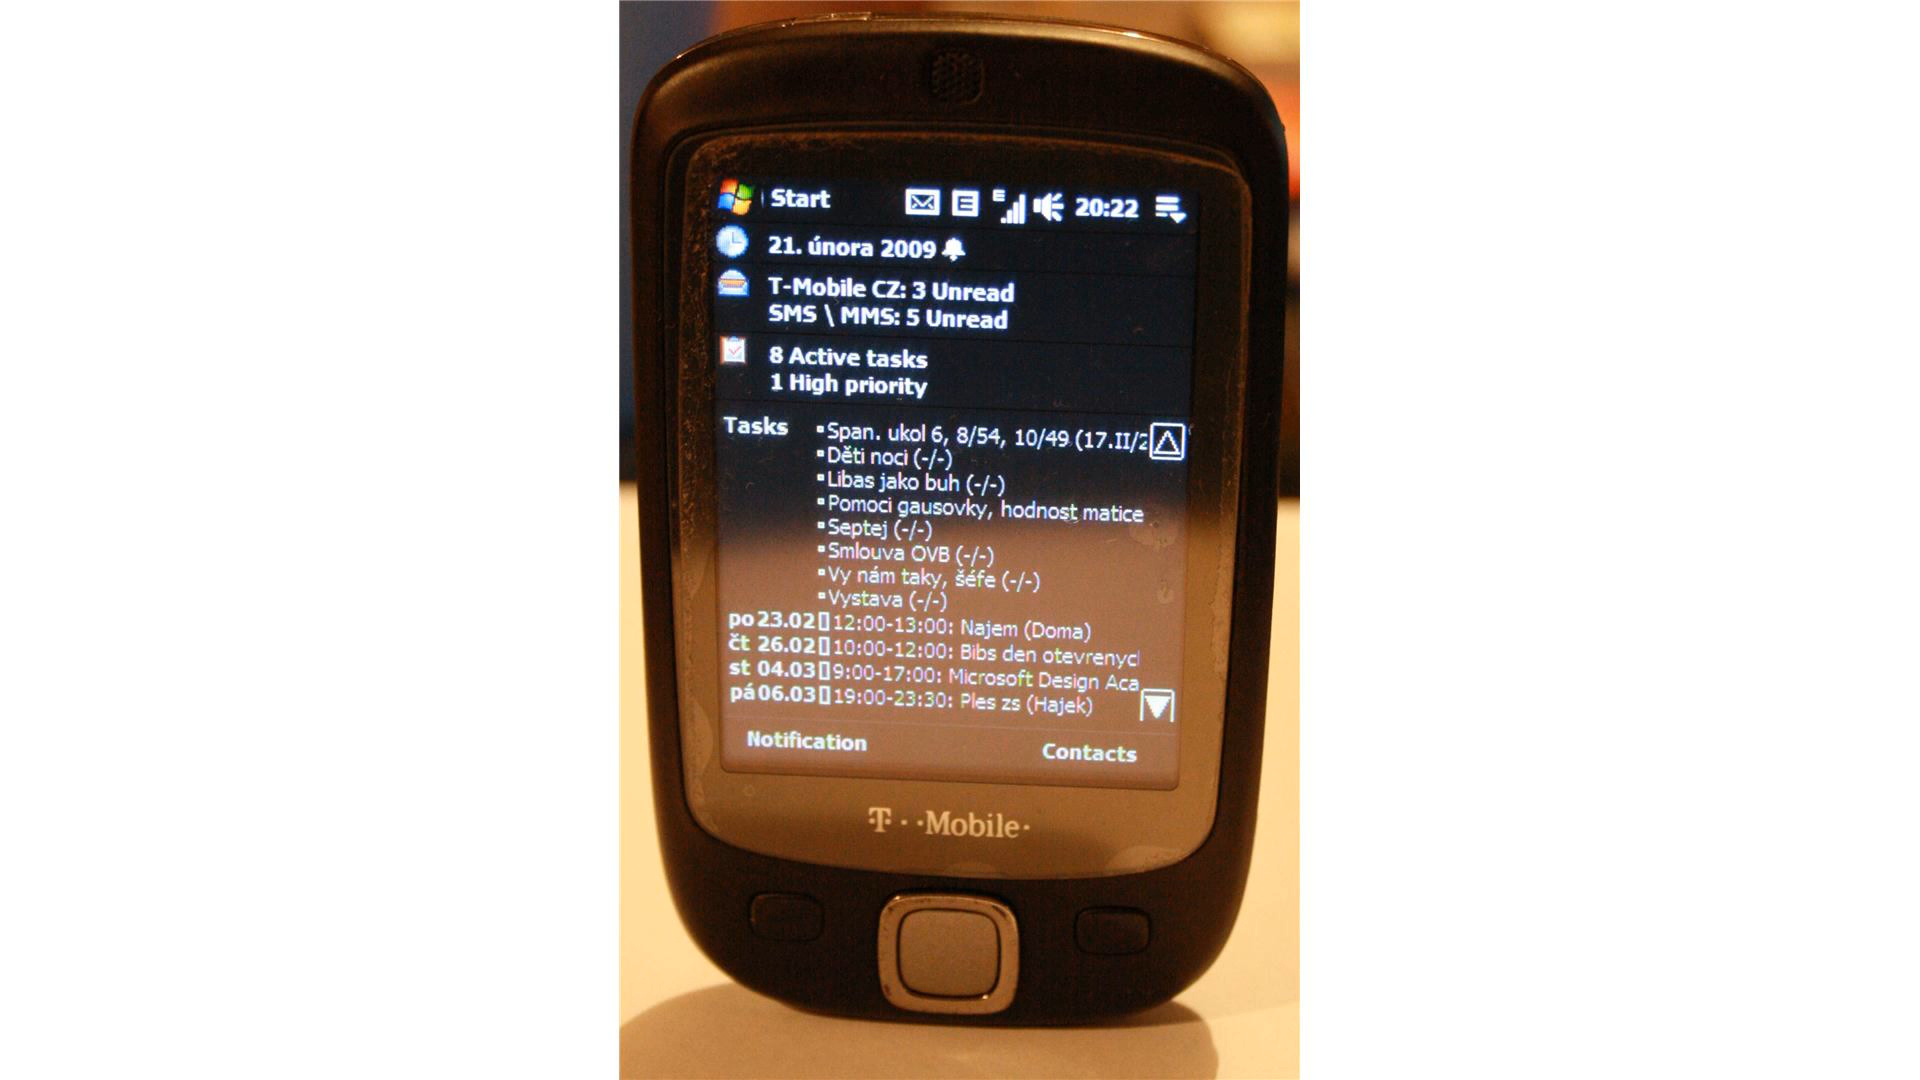 Start E 20:22
21. února 2009
T-Mobile CZ: 3 Unread
SMS \ MMS: 5 Unread
8 Active tasks
1 High priority
Tasks
Span. ukol 6, 8/54, 10/49 (17.II/2
Děti noci (-/-)
Libas jako buh (-/-)
Pomoci gausovky, hodnost matice
Septej (-/-)
Smlouva OVB (-/-)
Vy nám taky, šéfe (-/-)
Vystava (-/-)
po 23.02 12:00-13:00: Najem (Doma)
čt 26.02 10:00-12:00: Bibs den otevrenyc
st 04.03 9:00-17:00: Microsoft Design Aca
pá 06.03 19:00-23:30: Ples zs (Hajek)
Notification Contacts
T··Mobile·